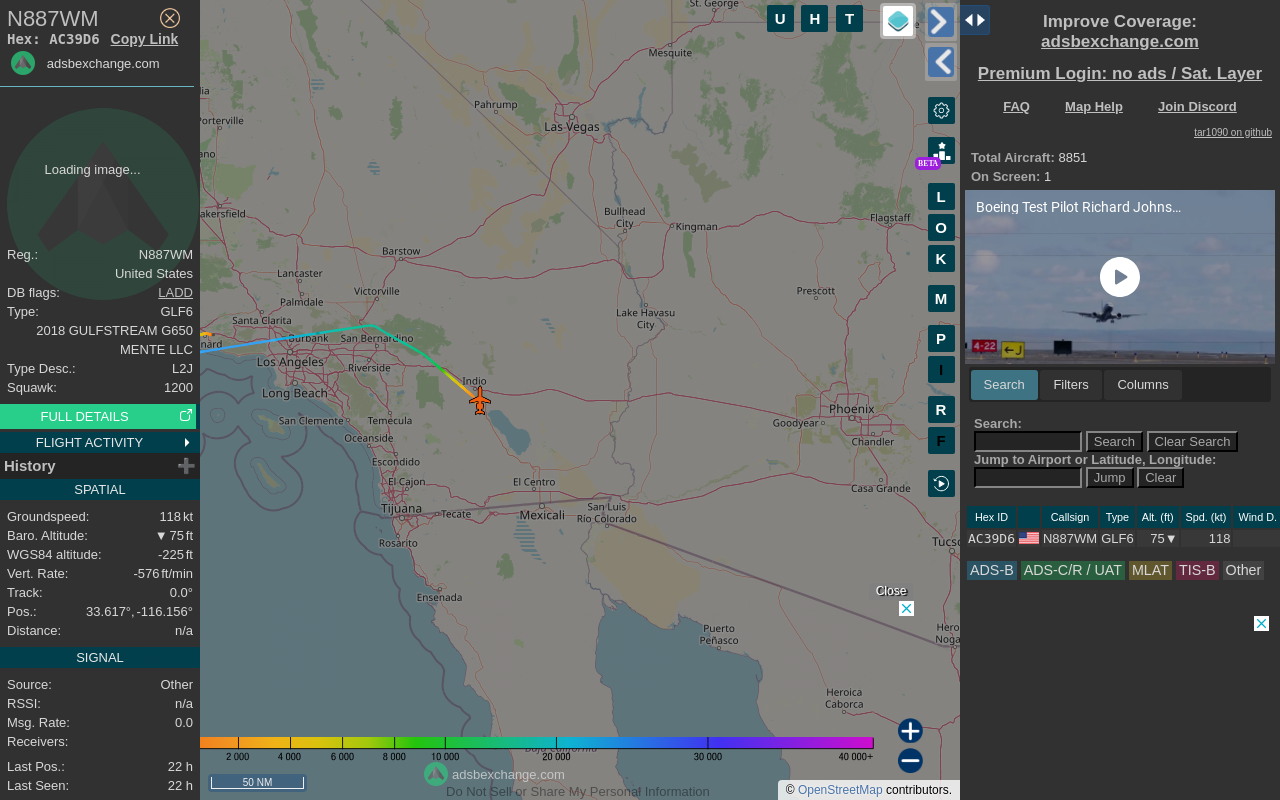 N887WM
Hex: AC39D6 Copy Link
adsbexchange.com
Loading image...
Reg.: N887WM
United States
DB flags: LADD
Type: GLF6
2018 GULFSTREAM G650
MENTE LLC
Type Desc.: L2J
Squawk: 1200
FULL DETAILS
FLIGHT ACTIVITY
History
SPATIAL
Groundspeed: 118 kt
Baro. Altitude: ▼ 75 ft
WGS84 altitude: -225 ft
Vert. Rate: -576 ft/min
Track: 0.0°
Pos.: 33.617°, -116.156°
Distance: n/a
SIGNAL
Source: Other
RSSI: n/a
Msg. Rate: 0.0
Receivers:
Last Pos.: 22 h
Last Seen: 22 h
St. George
Mesquite
Pahrump
Las Vegas
Porterville
Bullhead
City
Kingman
Flagstaff
Barstow
Lancaster
Victorville
Palmdale
Prescott
Lake Havasu
City
Santa Clarita
Burbank
San Bernardino
Los Angeles
Riverside
Indio
Long Beach
San Clemente
Temecula
Oceanside
Phoenix
Goodyear
Chandler
Escondido
El Cajon
El Centro
Casa Grande
Tijuana
Tecate
Mexicali
San Luis
Río Colorado
Rosarito
Ensenada
Puerto
Peñasco
Heroica
Caborca
U H T
L
O
K
M
P
I
R
F
BETA
Close
2 000 4 000 6 000 8 000 10 000 20 000 30 000 40 000+
Baja California
50 NM
adsbexchange.com
Do Not Sell or Share My Personal Information
© OpenStreetMap contributors.
Improve Coverage:
adsbexchange.com
Premium Login: no ads / Sat. Layer
FAQ Map Help Join Discord
tar1090 on github
Total Aircraft: 8851
On Screen: 1
Boeing Test Pilot Richard Johns...
4-22
Search Filters Columns
Search:
Search Clear Search
Jump to Airport or Latitude, Longitude:
Jump Clear
Hex ID Callsign Type Alt. (ft) Spd. (kt) Wind D.
AC39D6 N887WM GLF6 75▼ 118
ADS-B ADS-C/R / UAT MLAT TIS-B Other